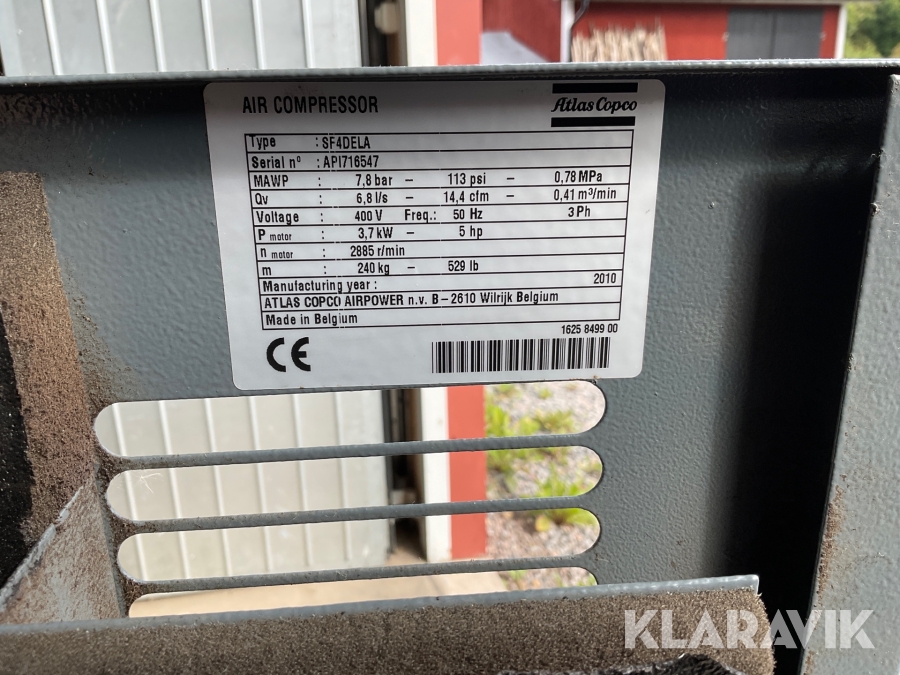 AIR COMPRESSOR
Atlas Copco
Type : SF4DELA
Serial nº : API716547
MAWP : 7,8 bar – 113 psi – 0,78 MPa
Qv : 6,8 l/s – 14,4 cfm – 0,41 m³/min
Voltage : 400 V Freq.: 50 Hz 3 Ph
P motor : 3,7 kW – 5 hp
n motor : 2885 r/min
m : 240 kg – 529 lb
Manufacturing year : 2010
ATLAS COPCO AIRPOWER n.v. B – 2610 Wilrijk Belgium
Made in Belgium
1625 8499 00
CE
KLARAVIK